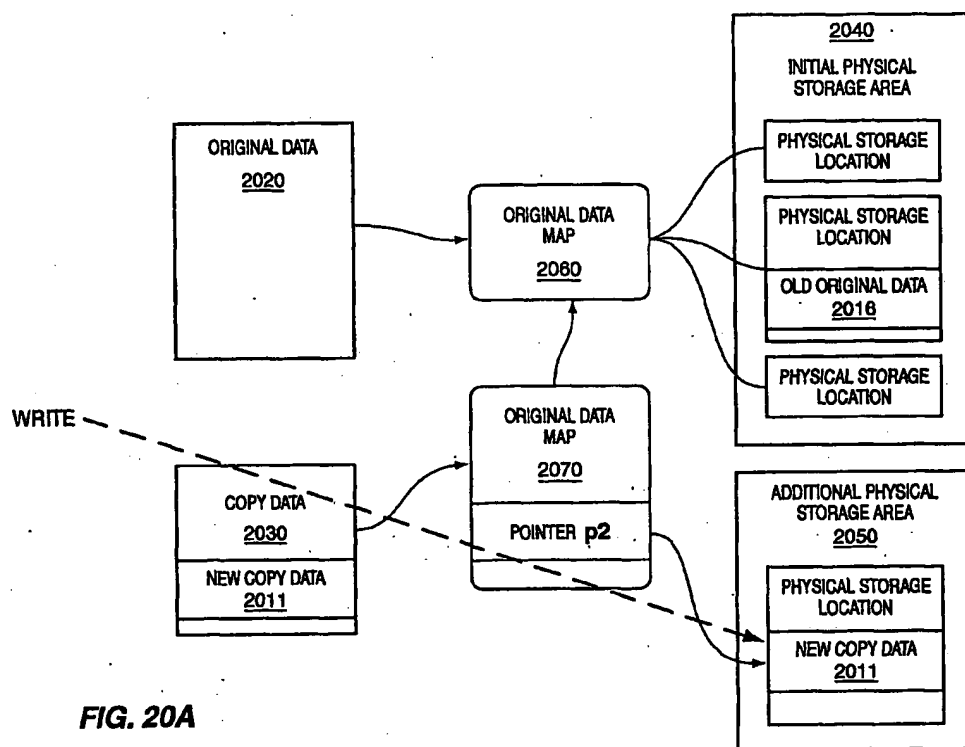 2040
INITIAL PHYSICAL
STORAGE AREA
PHYSICAL STORAGE
LOCATION
PHYSICAL STORAGE
LOCATION
OLD ORIGINAL DATA
2016
PHYSICAL STORAGE
LOCATION
ORIGINAL DATA
2020
ORIGINAL DATA
MAP
2060
ORIGINAL DATA
MAP
2070
POINTER p2
WRITE
COPY DATA
2030
NEW COPY DATA
2011
ADDITIONAL PHYSICAL
STORAGE AREA
2050
PHYSICAL STORAGE
LOCATION
NEW COPY DATA
2011
FIG. 20A